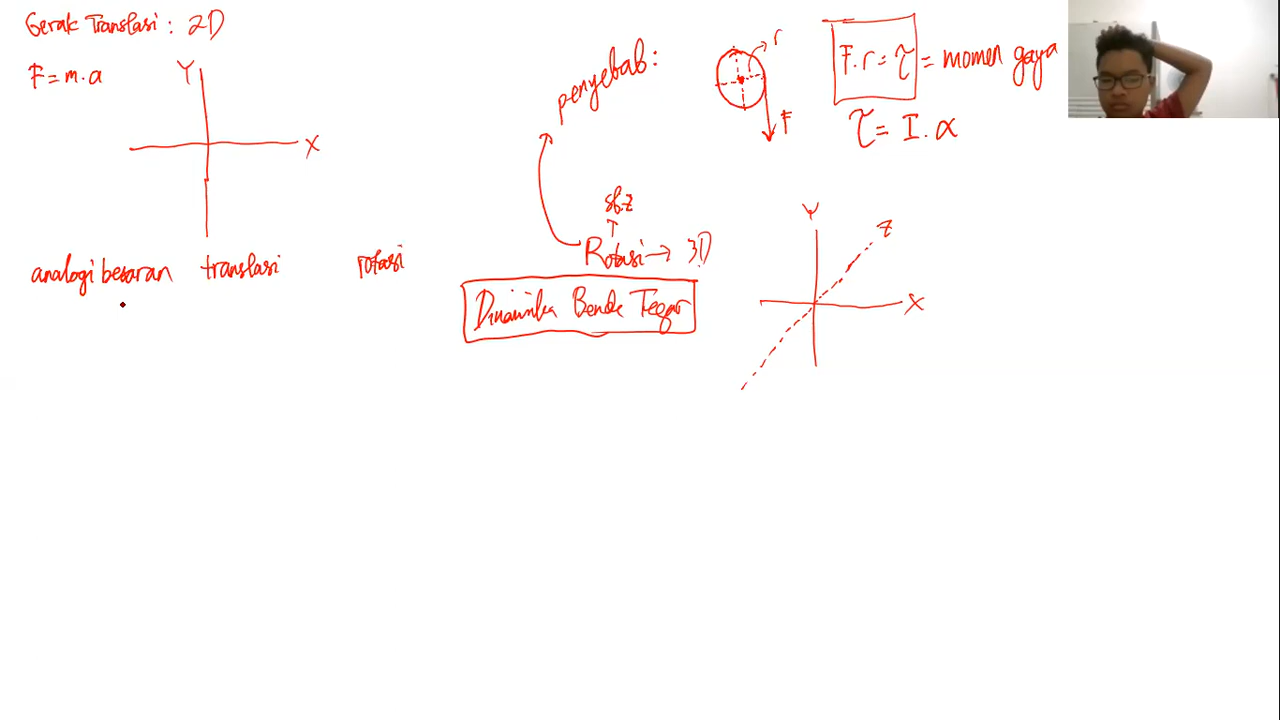 Gerak Translasi: 2D
F = m.a
Y
X
analogi besaran translasi rotasi
penyebab:
r
F
F.r = τ = momen gaya
τ = I.α
sb.z
Rotasi → 3D
Dinamika Benda Tegar
Y
Z
X